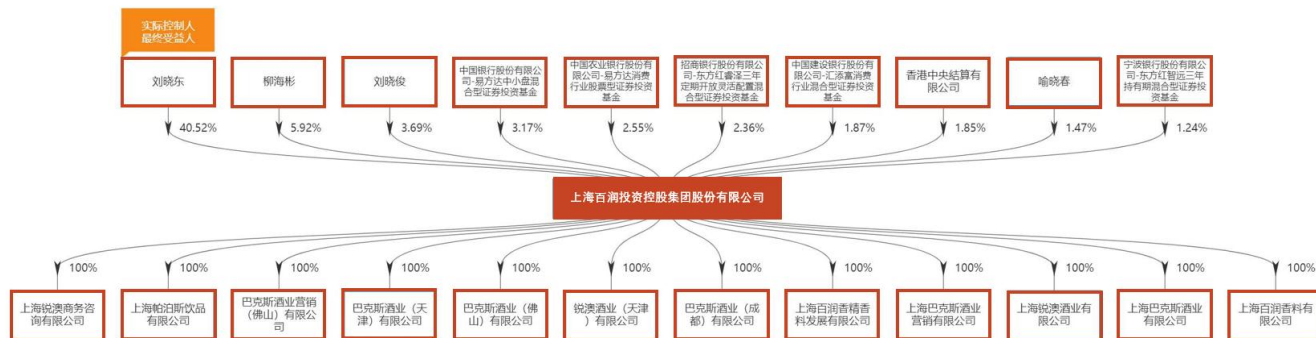 实际控制人
最终受益人
刘晓东
柳海彬
刘晓俊
中国银行股份有限公
司-易方达中小盘混
合型证券投资基金
中国农业银行股份有
限公司-易方达消费
行业股票型证券投资
基金
招商银行股份有限公
司-东方红睿泽三年
定期开放灵活配置混
合型证券投资基金
中国建设银行股份有
限公司-汇添富消费
行业混合型证券投资
基金
香港中央結算有
限公司
喻晓春
宁波银行股份有限公
司-东方红智远三年
持有期混合型证券投
资基金
40.52%
5.92%
3.69%
3.17%
2.55%
2.36%
1.87%
1.85%
1.47%
1.24%
上海百润投资控股集团股份有限公司
100%
100%
100%
100%
100%
100%
100%
100%
100%
100%
100%
100%
上海锐澳商务咨
询有限公司
上海帕泊斯饮品
有限公司
巴克斯酒业营销
（佛山）有限公
司
巴克斯酒业（天
津）有限公司
巴克斯酒业（佛
山）有限公司
锐澳酒业（天津
）有限公司
巴克斯酒业（成
都）有限公司
上海百润香精香
料发展有限公司
上海巴克斯酒业
营销有限公司
上海锐澳酒业有
限公司
上海巴克斯酒业
有限公司
上海百润香料有
限公司